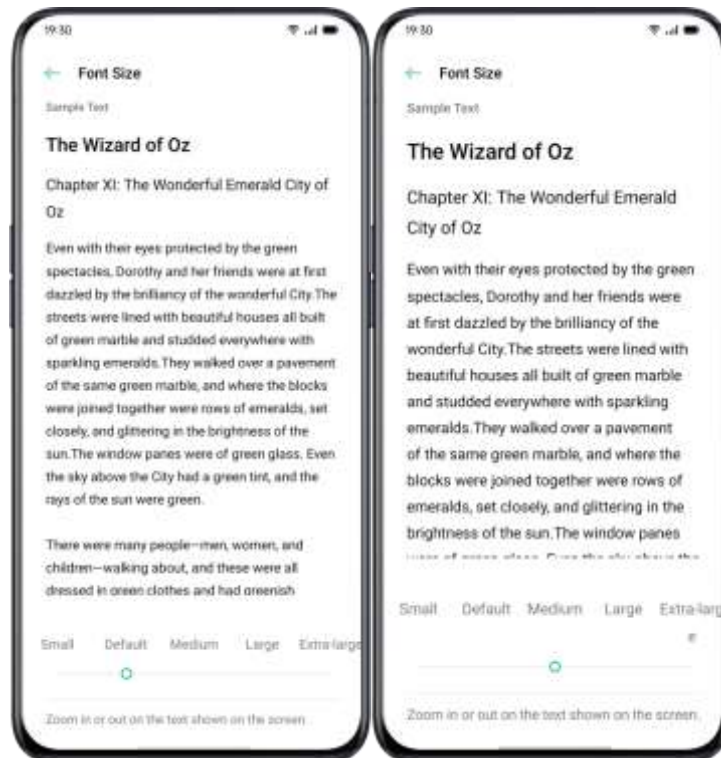 19:30
Font Size
Sample Text
The Wizard of Oz
Chapter XI: The Wonderful Emerald City of
Oz
Even with their eyes protected by the green
spectacles, Dorothy and her friends were at first
dazzled by the brilliancy of the wonderful City.The
streets were lined with beautiful houses all built
of green marble and studded everywhere with
sparkling emeralds.They walked over a pavement
of the same green marble, and where the blocks
were joined together were rows of emeralds, set
closely, and glittering in the brightness of the
sun.The window panes were of green glass. Even
the sky above the City had a green tint, and the
rays of the sun were green.
There were many people—men, women, and
children—walking about, and these were all
dressed in green clothes and had greenish
Small Default Medium Large Extra-large
Zoom in or out on the text shown on the screen.
19:30
Font Size
Sample Text
The Wizard of Oz
Chapter XI: The Wonderful Emerald
City of Oz
Even with their eyes protected by the green
spectacles, Dorothy and her friends were
at first dazzled by the brilliancy of the
wonderful City.The streets were lined with
beautiful houses all built of green marble
and studded everywhere with sparkling
emeralds.They walked over a pavement
of the same green marble, and where the
blocks were joined together were rows of
emeralds, set closely, and glittering in the
brightness of the sun.The window panes
were of green glass. Even the sky above the
Small Default Medium Large Extra-larg
e
Zoom in or out on the text shown on the screen.